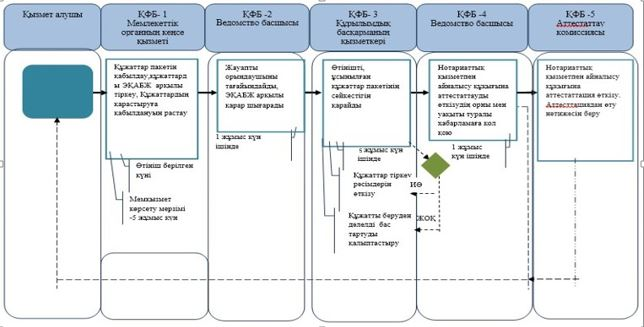 Қызмет алушы
ҚФБ- 1
Мемлекеттік
органның кеңсе
қызметі
ҚФБ -2
Ведомство басшысы
ҚФБ- 3
Құрылымдық
басқарманың
қызметкері
ҚФБ -4
Ведомство басшысы
ҚФБ -5
Аттестаттау
комиссиясы
Құжаттар пакетін
қабылдау,құжаттард
ы ЭҚАБЖ арқылы
тіркеу, Құжаттардың
қарастыруға
қабылдануын растау
Жауапты
орындаушыны
тағайындайды,
ЭҚАБЖ арқылы
қарар шығарады
Өтінішті,
ұсынылған
құжаттар пакетінің
сәйкестігін
қарайды
Нотариаттық
қызметпен
айналысу құқығына
аттестаттауды
өткізудің орны мен
уақыты туралы
хабарламаға қол
қою
Нотариаттық
қызметпен айналысу
құқығына
аттестаттация өткізу.
Аттестациядан өту
нәтижесін беру
Өтініш берілген
күні
Мемқызмет
көрсету мерзімі
-5 жұмыс күн
1 жұмыс күн
ішінде
5 жұмыс күн
ішінде
Құжаттар тіркеу
рәсімдерін
өткізу
Құжатты беруден
дәлелді бас
тартуды
қалыптастыру
ИӘ
ЖОҚ
1 жұмыс
күн ішінде